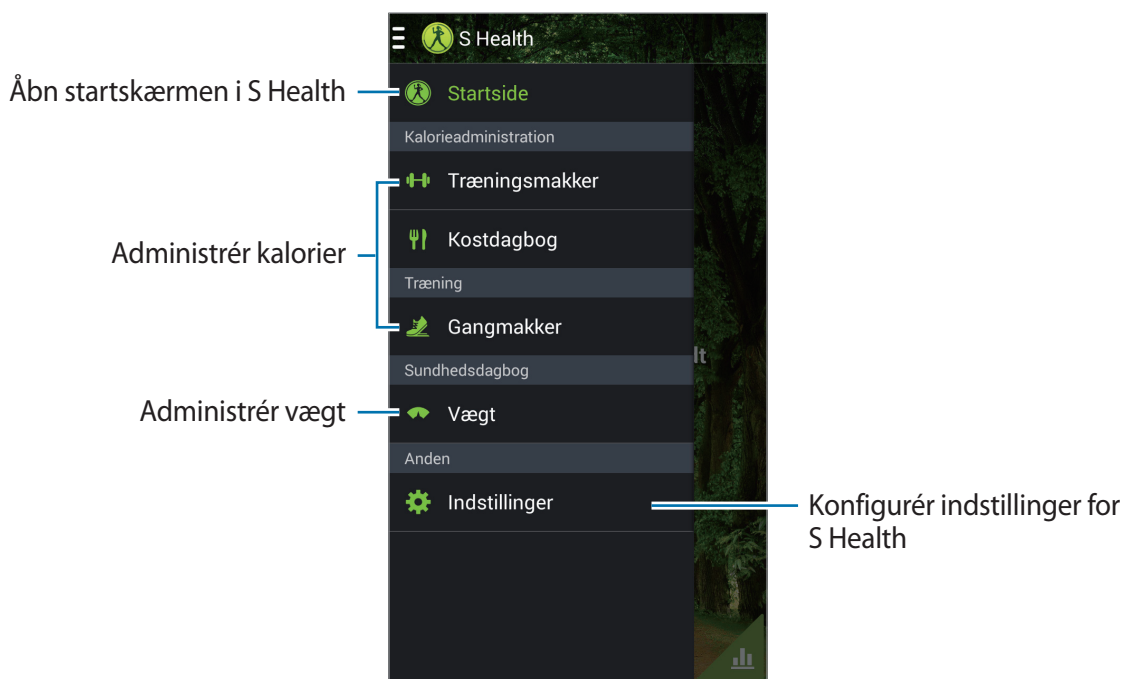 S Health
Åbn startskærmen i S Health
Startside
Kalorieadministration
Træningsmakker
Administrér kalorier
Kostdagbog
Træning
Gangmakker
lt
Sundhedsdagbog
Administrér vægt
Vægt
Anden
Indstillinger
Konfigurér indstillinger for
S Health